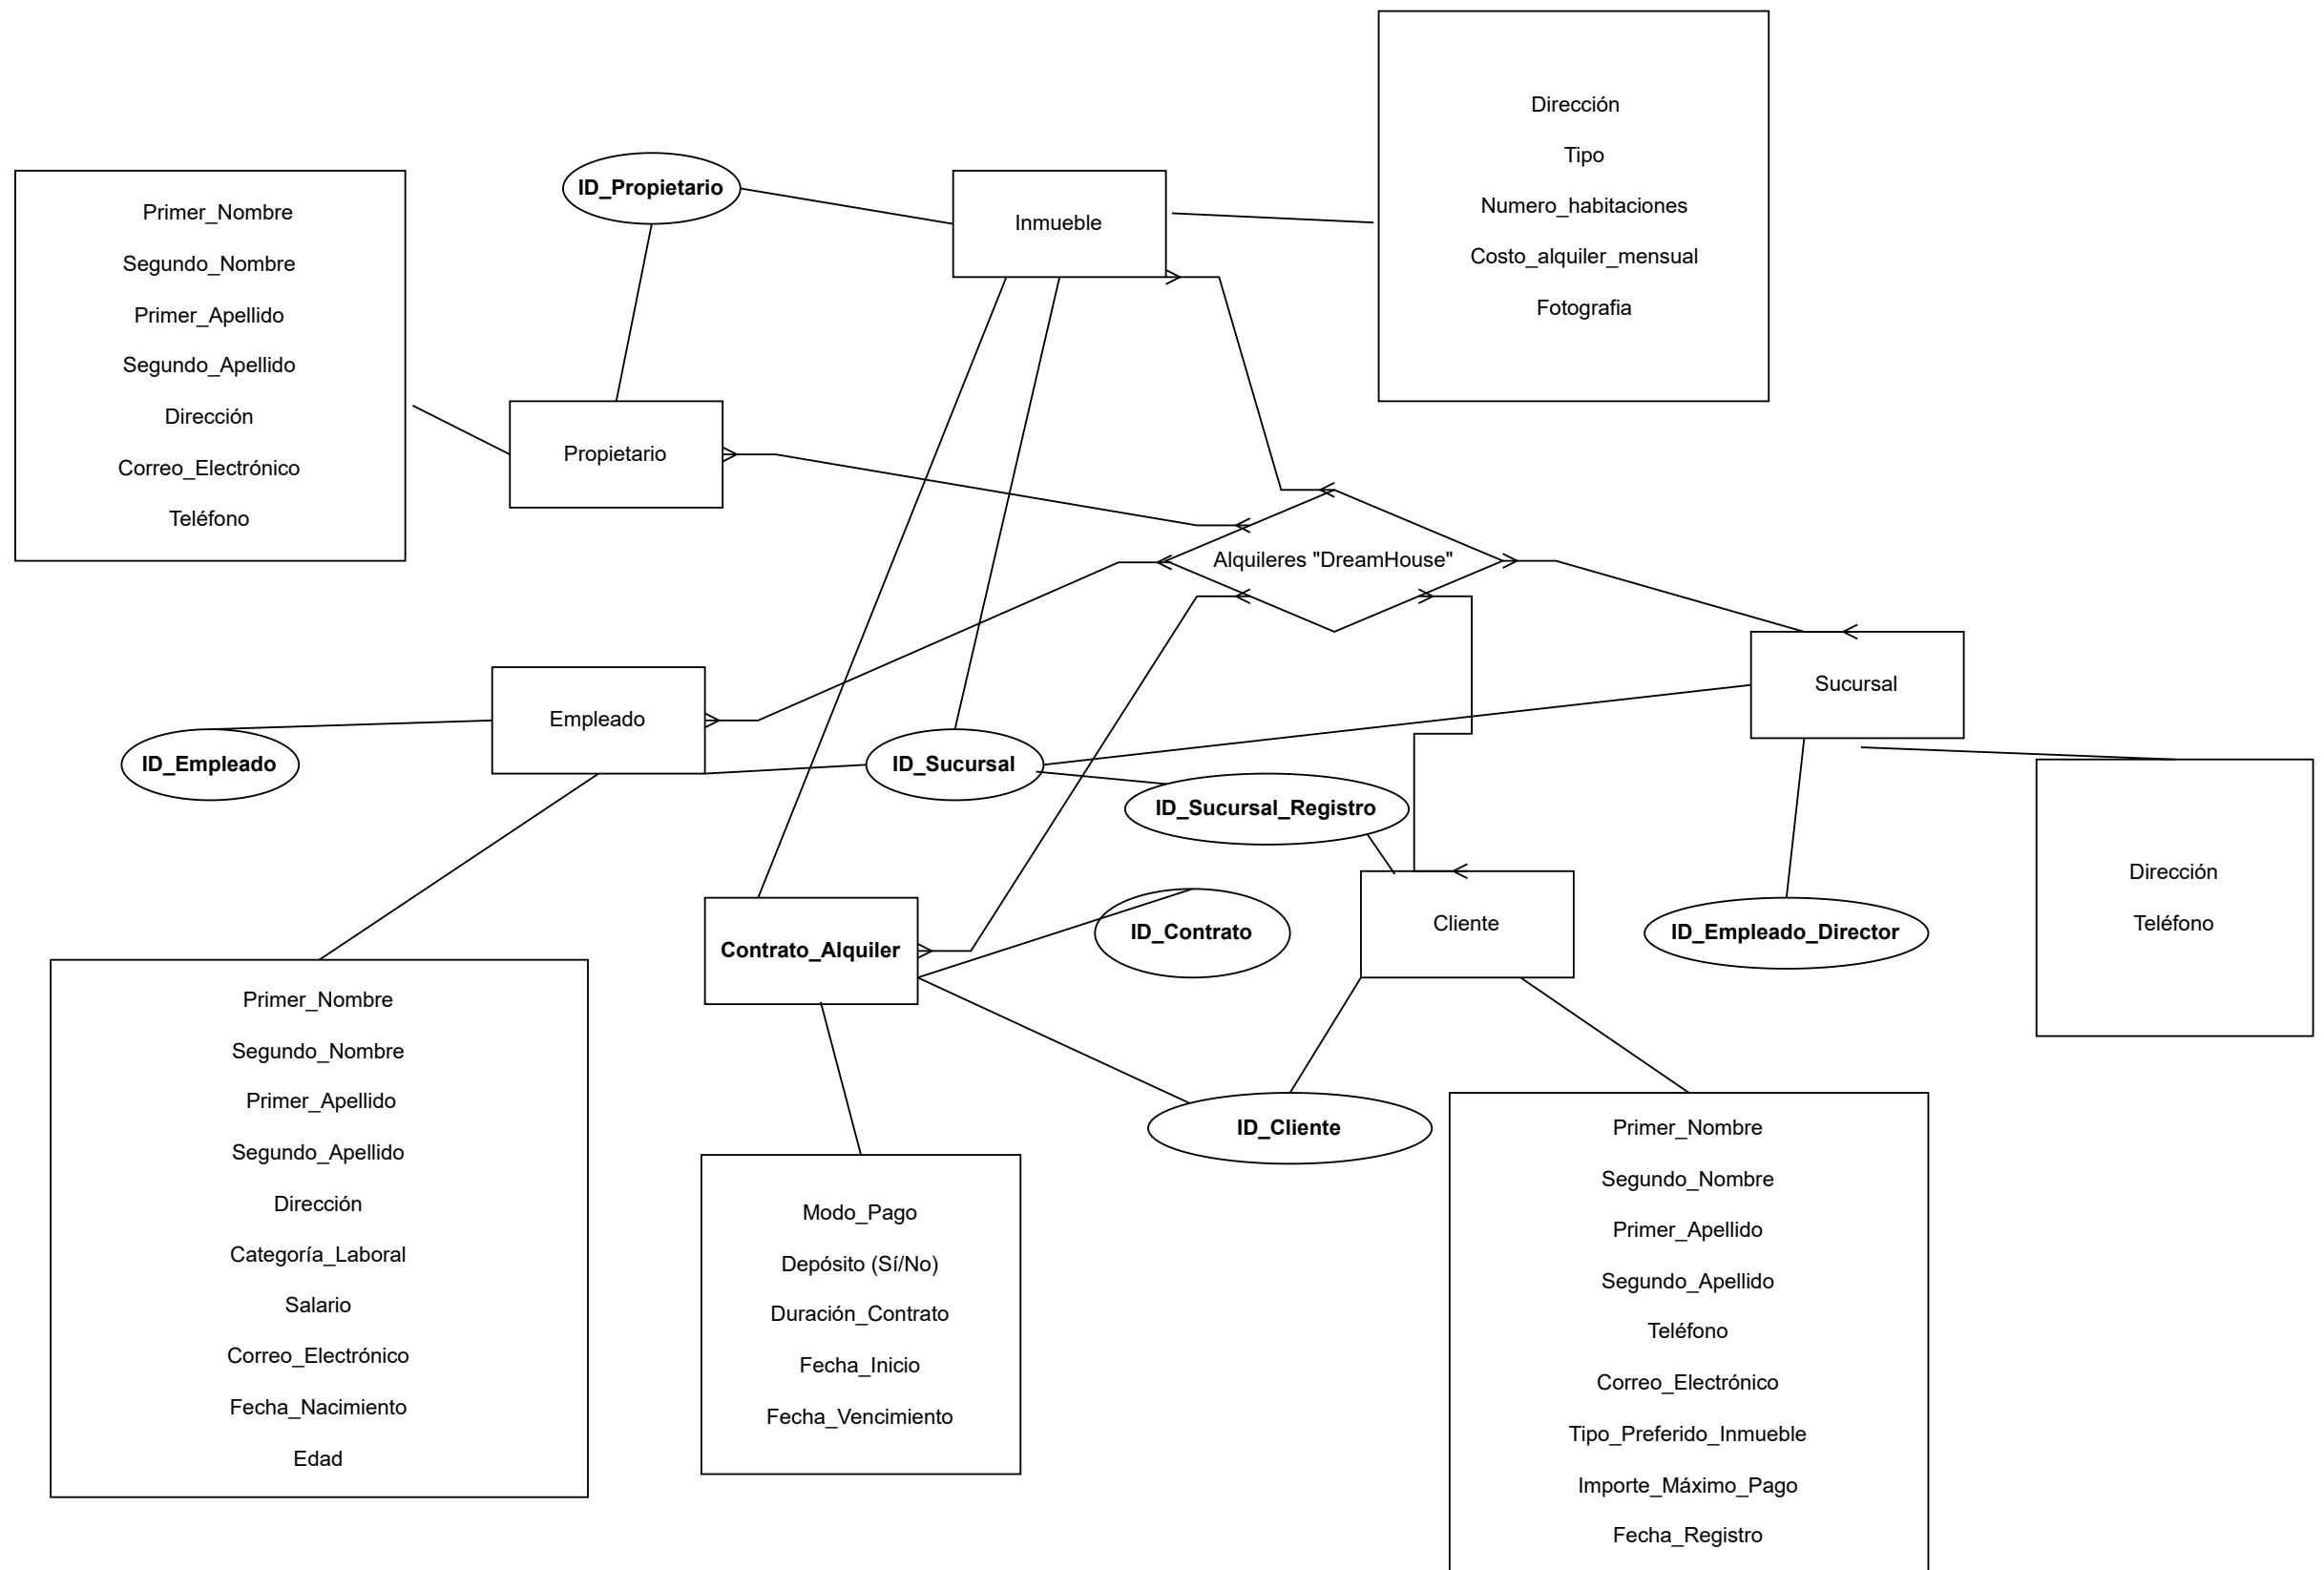 Dirección
Tipo
Numero_habitaciones
Costo_alquiler_mensual
Fotografia
ID_Propietario
Inmueble
Primer_Nombre
Segundo_Nombre
Primer_Apellido
Segundo_Apellido
Dirección
Correo_Electrónico
Teléfono
Propietario
Alquileres "DreamHouse"
Sucursal
Empleado
ID_Empleado
ID_Sucursal
ID_Sucursal_Registro
Dirección
Teléfono
Contrato_Alquiler
ID_Contrato
Cliente
ID_Empleado_Director
Primer_Nombre
Segundo_Nombre
Primer_Apellido
Segundo_Apellido
Dirección
Categoría_Laboral
Salario
Correo_Electrónico
Fecha_Nacimiento
Edad
Modo_Pago
Depósito (Sí/No)
Duración_Contrato
Fecha_Inicio
Fecha_Vencimiento
ID_Cliente
Primer_Nombre
Segundo_Nombre
Primer_Apellido
Segundo_Apellido
Teléfono
Correo_Electrónico
Tipo_Preferido_Inmueble
Importe_Máximo_Pago
Fecha_Registro